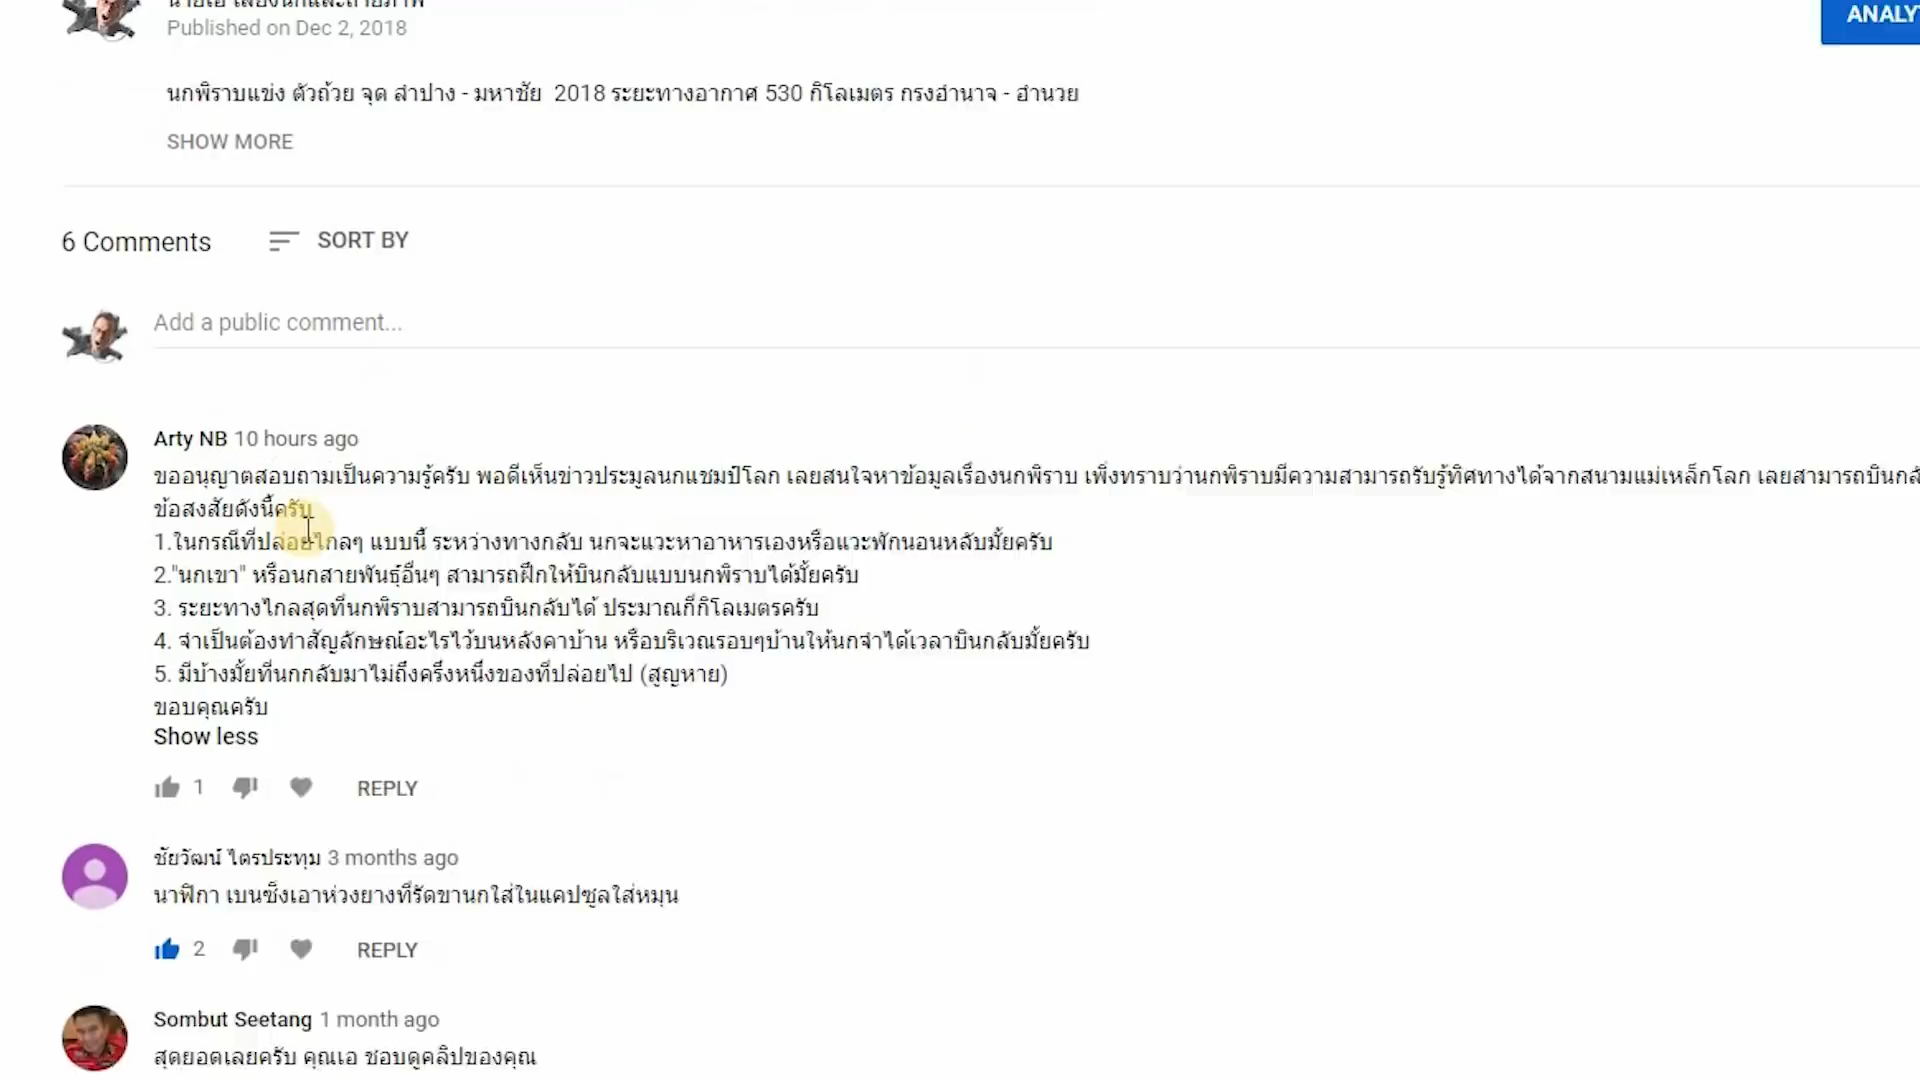 นายเอ เลี้ยงนกและถ่ายภาพ
Published on Dec 2, 2018
ANALY
นกพิราบแข่ง ตัวถ้วย จุด ลำปาง - มหาชัย 2018 ระยะทางอากาศ 530 กิโลเมตร กรงอำนาจ - อำนวย
SHOW MORE
6 Comments
SORT BY
Add a public comment...
Arty NB 10 hours ago
ขออนุญาตสอบถามเป็นความรู้ครับ พอดีเห็นข่าวประมูลนกแชมป์โลก เลยสนใจหาข้อมูลเรื่องนกพิราบ เพิ่งทราบว่านกพิราบมีความสามารถรับรู้ทิศทางได้จากสนามแม่เหล็กโลก เลยสามารถบินกลั
ข้อสงสัยดังนี้ครับ
1.ในกรณีที่ปล่อยไกลๆ แบบนี้ ระหว่างทางกลับ นกจะแวะหาอาหารเองหรือแวะพักนอนหลับมั้ยครับ
2."นกเขา" หรือนกสายพันธุ์อื่นๆ สามารถฝึกให้บินกลับแบบนกพิราบได้มั้ยครับ
3. ระยะทางไกลสุดที่นกพิราบสามารถบินกลับได้ ประมาณกี่กิโลเมตรครับ
4. จำเป็นต้องทำสัญลักษณ์อะไรไว้บนหลังคาบ้าน หรือบริเวณรอบๆบ้านให้นกจำได้เวลาบินกลับมั้ยครับ
5. มีบ้างมั้ยที่นกกลับมาไม่ถึงครึ่งหนึ่งของที่ปล่อยไป (สูญหาย)
ขอบคุณครับ
Show less
1 REPLY
ชัยวัฒน์ ไตรประทุม 3 months ago
นาฬิกา เบนซิ่งเอาห่วงยางที่รัดขานกใส่ในแคปซูลใส่หมุน
2 REPLY
Sombut Seetang 1 month ago
สุดยอดเลยครับ คุณเอ ชอบดูคลิปของคุณ